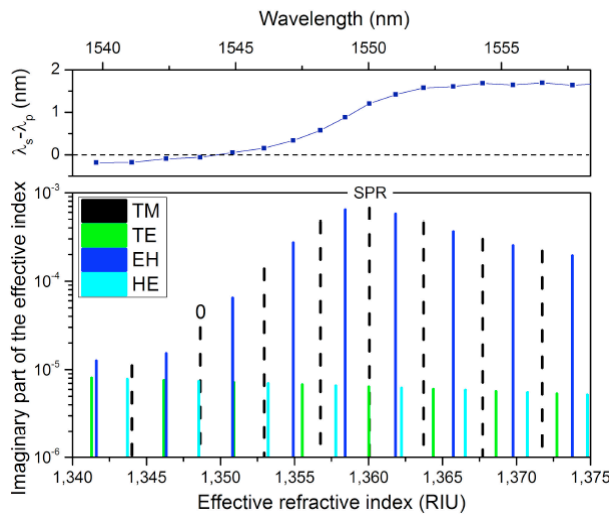 Wavelength (nm)
1540 1545 1550 1555
λs-λp (nm)
2
1
0
Imaginary part of the effective index
10-3
10-4
10-5
10-6
SPR
TM
TE
EH
HE
0
1,340 1,345 1,350 1,355 1,360 1,365 1,370 1,375
Effective refractive index (RIU)